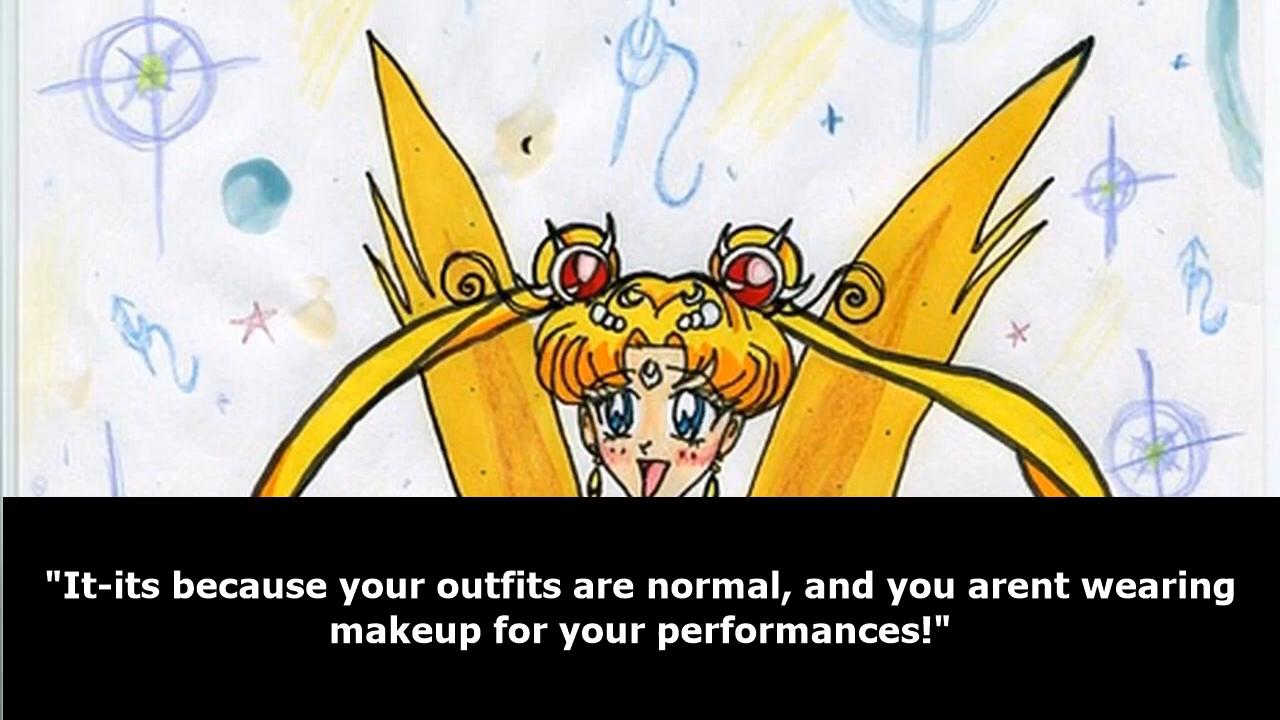 "It-its because your outfits are normal, and you arent wearing
makeup for your performances!"